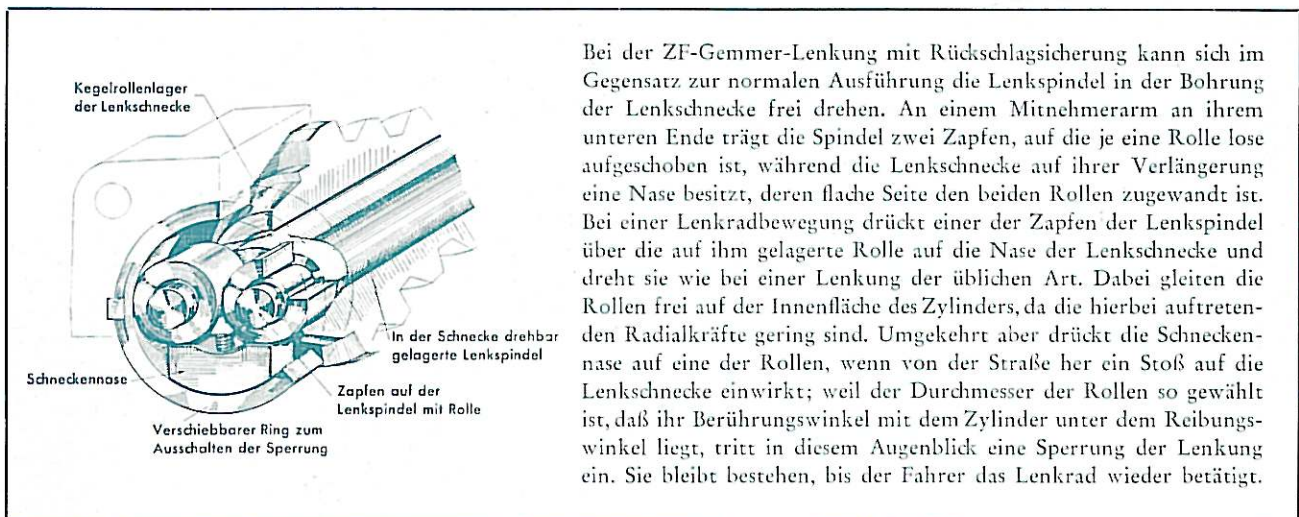 Kegelrollenlager
der Lenkschnecke
In der Schnecke drehbar
gelagerte Lenkspindel
Schneckennase
Zapfen auf der
Lenkspindel mit Rolle
Verschiebbarer Ring zum
Ausschalten der Sperrung
Bei der ZF-Gemmer-Lenkung mit Rückschlagsicherung kann sich im
Gegensatz zur normalen Ausführung die Lenkspindel in der Bohrung
der Lenkschnecke frei drehen. An einem Mitnehmerarm an ihrem
unteren Ende trägt die Spindel zwei Zapfen, auf die je eine Rolle lose
aufgeschoben ist, während die Lenkschnecke auf ihrer Verlängerung
eine Nase besitzt, deren flache Seite den beiden Rollen zugewandt ist.
Bei einer Lenkradbewegung drückt einer der Zapfen der Lenkspindel
über die auf ihm gelagerte Rolle auf die Nase der Lenkschnecke und
dreht sie wie bei einer Lenkung der üblichen Art. Dabei gleiten die
Rollen frei auf der Innenfläche des Zylinders, da die hierbei auftreten-
den Radialkräfte gering sind. Umgekehrt aber drückt die Schnecken-
nase auf eine der Rollen, wenn von der Straße her ein Stoß auf die
Lenkschnecke einwirkt; weil der Durchmesser der Rollen so gewählt
ist, daß ihr Berührungswinkel mit dem Zylinder unter dem Reibungs-
winkel liegt, tritt in diesem Augenblick eine Sperrung der Lenkung
ein. Sie bleibt bestehen, bis der Fahrer das Lenkrad wieder betätigt.